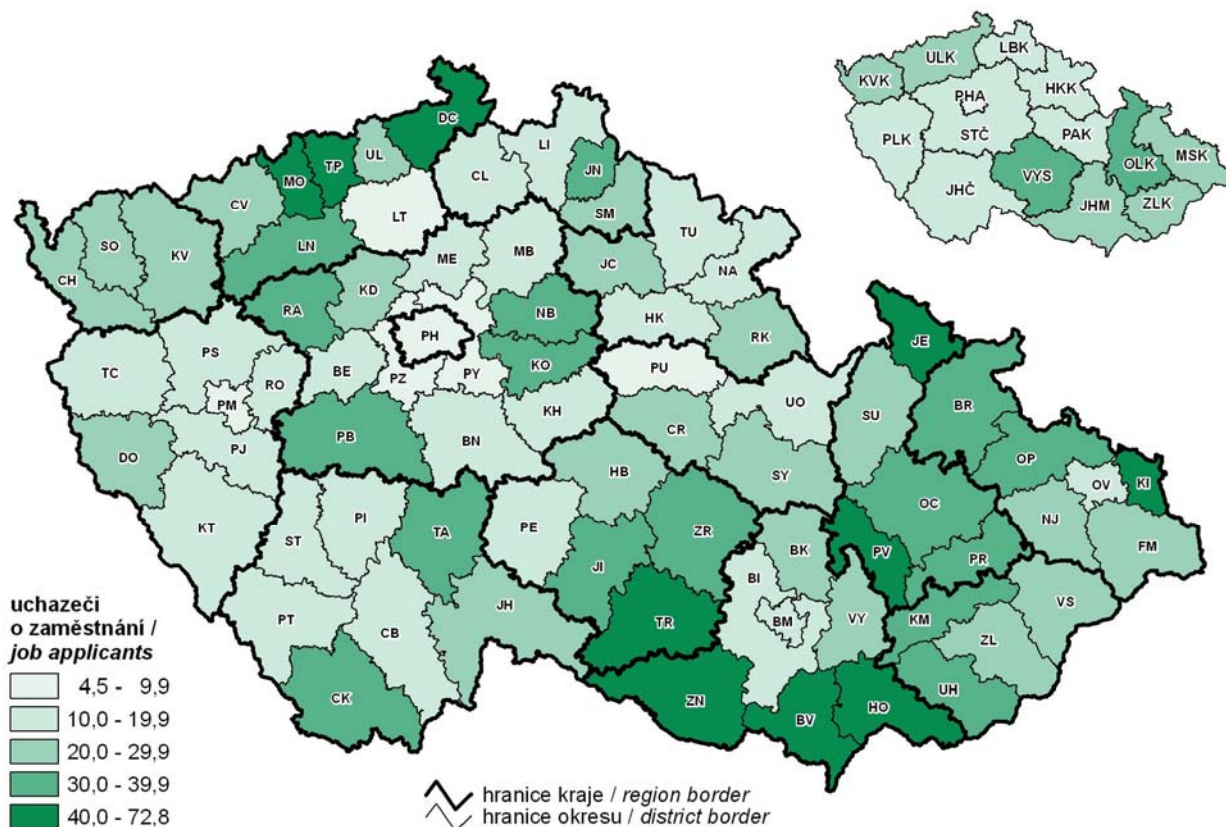 DC
LI
JN
CL
SM
UL
TP
MO
CV
LT
LN
SO
KV
CH
ME
MB
TU
NA
JC
KD
RA
NB
HK
RK
PH
KO
PU
TC
PS
RO
BE
PZ
PY
PM
KH
UO
JE
SU
BR
PB
BN
CR
DO
PJ
SY
OP
HB
OV
KI
KT
PI
ST
TA
PE
ZR
OC
NJ
FM
JI
BK
PV
PR
BI
VS
PT
CB
JH
TR
BM
VY
KM
ZL
CK
ZN
BV
HO
UH
KVK
ULK
LBK
HKK
PHA
STČ
PLK
PAK
OLK
MSK
JHČ
VYS
JHM
ZLK
uchazeči
o zaměstnání /
job applicants
4,5 - 9,9
10,0 - 19,9
20,0 - 29,9
30,0 - 39,9
40,0 - 72,8
hranice kraje / region border
hranice okresu / district border